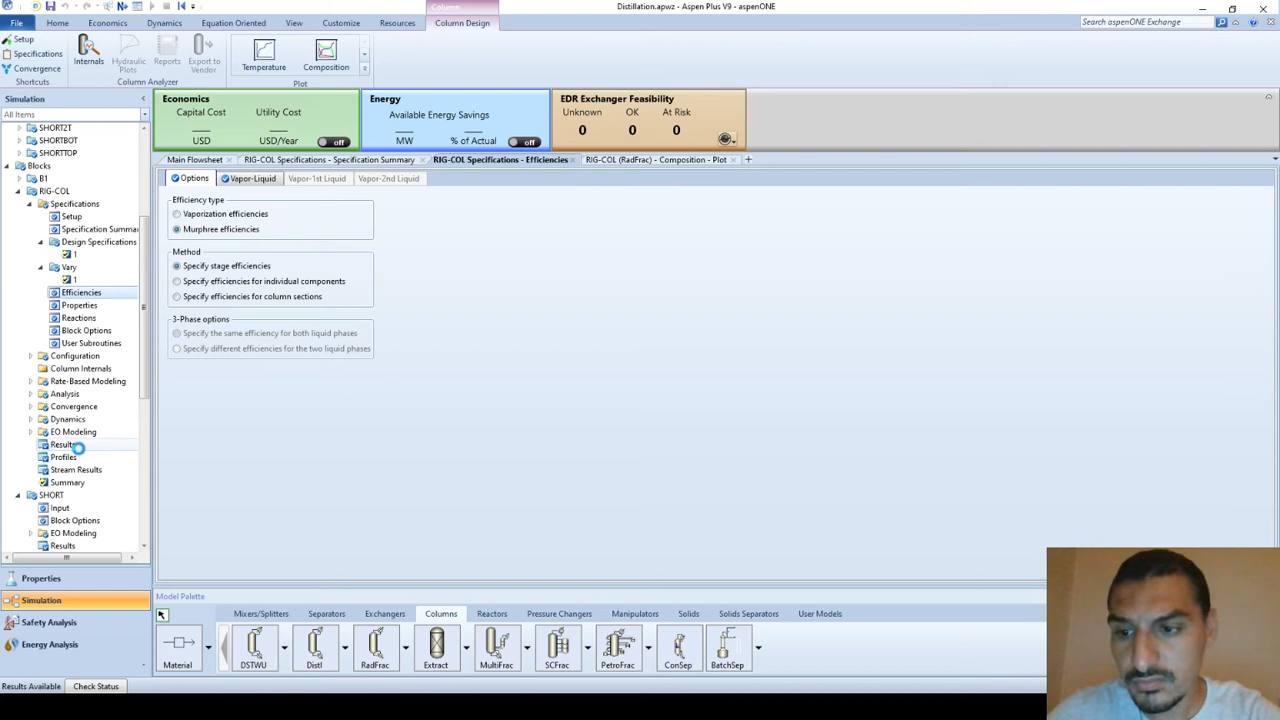 Column
Distillation.apwz - Aspen Plus V9 - aspenONE
File Home Economics Dynamics Equation Oriented View Customize Resources Column Design
Search aspenONE Exchange
Setup
Specifications
Convergence
Shortcuts
Internals
Hydraulic Plots
Reports
Export to Vendor
Column Analyzer
Temperature
Composition
Plot
Simulation
All Items
Economics
Capital Cost Utility Cost
USD USD/Year off
Energy
Available Energy Savings
MW % of Actual off
EDR Exchanger Feasibility
Unknown OK At Risk
0 0 0
Main Flowsheet RIG-COL Specifications - Specification Summary RIG-COL Specifications - Efficiencies RIG-COL (RadFrac) - Composition - Plot
SHORT2T
SHORTBOT
SHORTTOP
Blocks
B1
RIG-COL
Specifications
Setup
Specification Summar
Design Specifications
1
Vary
1
Efficiencies
Properties
Reactions
Block Options
User Subroutines
Configuration
Column Internals
Rate-Based Modeling
Analysis
Convergence
Dynamics
EO Modeling
Results
Profiles
Stream Results
Summary
SHORT
Input
Block Options
EO Modeling
Results
Options Vapor-Liquid Vapor-1st Liquid Vapor-2nd Liquid
Efficiency type
Vaporization efficiencies
Murphree efficiencies
Method
Specify stage efficiencies
Specify efficiencies for individual components
Specify efficiencies for column sections
3-Phase options
Specify the same efficiency for both liquid phases
Specify different efficiencies for the two liquid phases
Properties
Simulation
Safety Analysis
Energy Analysis
Model Palette
Mixers/Splitters Separators Exchangers Columns Reactors Pressure Changers Manipulators Solids Solids Separators User Models
Material DSTWU Distl RadFrac Extract MultiFrac SCFrac PetroFrac ConSep BatchSep
Results Available Check Status